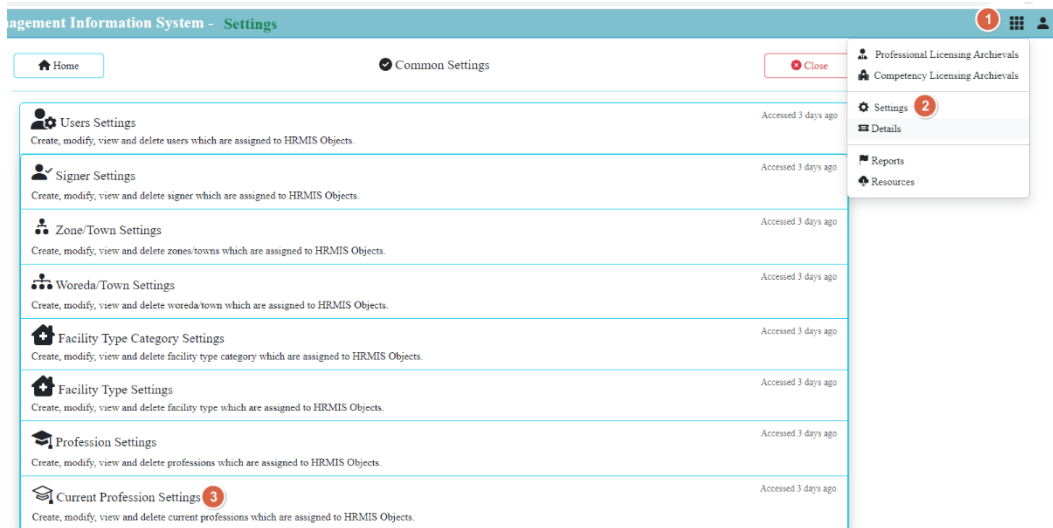 nagement Information System - Settings 1
Home
Common Settings
Close
Professional Licensing Archievals
Competency Licensing Archievals
Settings 2
Details
Reports
Resources
Users Settings
Accessed 3 days ago
Create, modify, view and delete users which are assigned to HRMIS Objects.
Signer Settings
Accessed 3 days ago
Create, modify, view and delete signer which are assigned to HRMIS Objects.
Zone/Town Settings
Accessed 3 days ago
Create, modify, view and delete zones/towns which are assigned to HRMIS Objects.
Woreda/Town Settings
Accessed 3 days ago
Create, modify, view and delete woreda/town which are assigned to HRMIS Objects.
Facility Type Category Settings
Accessed 3 days ago
Create, modify, view and delete facility type category which are assigned to HRMIS Objects.
Facility Type Settings
Accessed 3 days ago
Create, modify, view and delete facility type which are assigned to HRMIS Objects.
Profession Settings
Accessed 3 days ago
Create, modify, view and delete professions which are assigned to HRMIS Objects.
Current Profession Settings 3
Accessed 3 days ago
Create, modify, view and delete current professions which are assigned to HRMIS Objects.